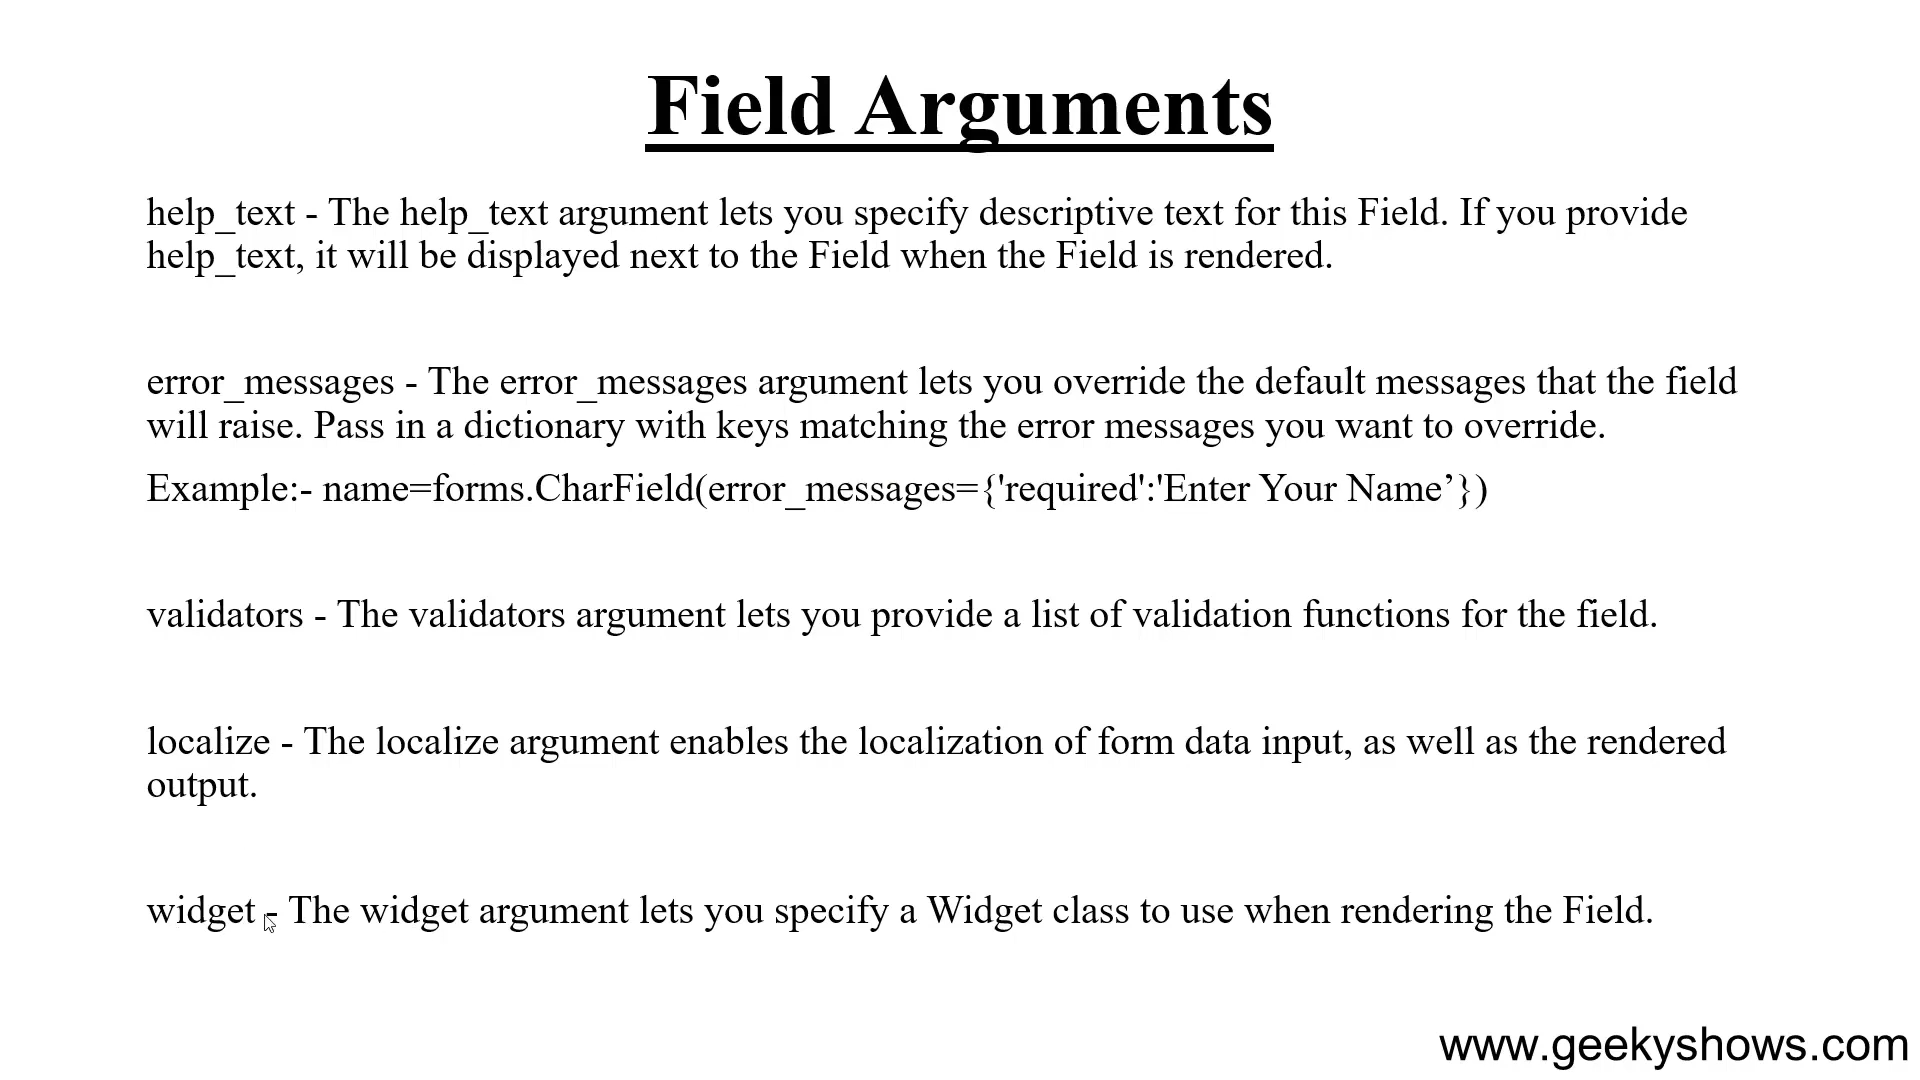 Field Arguments
help_text - The help_text argument lets you specify descriptive text for this Field. If you provide
help_text, it will be displayed next to the Field when the Field is rendered.
error_messages - The error_messages argument lets you override the default messages that the field
will raise. Pass in a dictionary with keys matching the error messages you want to override.
Example:- name=forms.CharField(error_messages={'required':'Enter Your Name’})
validators - The validators argument lets you provide a list of validation functions for the field.
localize - The localize argument enables the localization of form data input, as well as the rendered
output.
widget - The widget argument lets you specify a Widget class to use when rendering the Field.
www.geekyshows.com